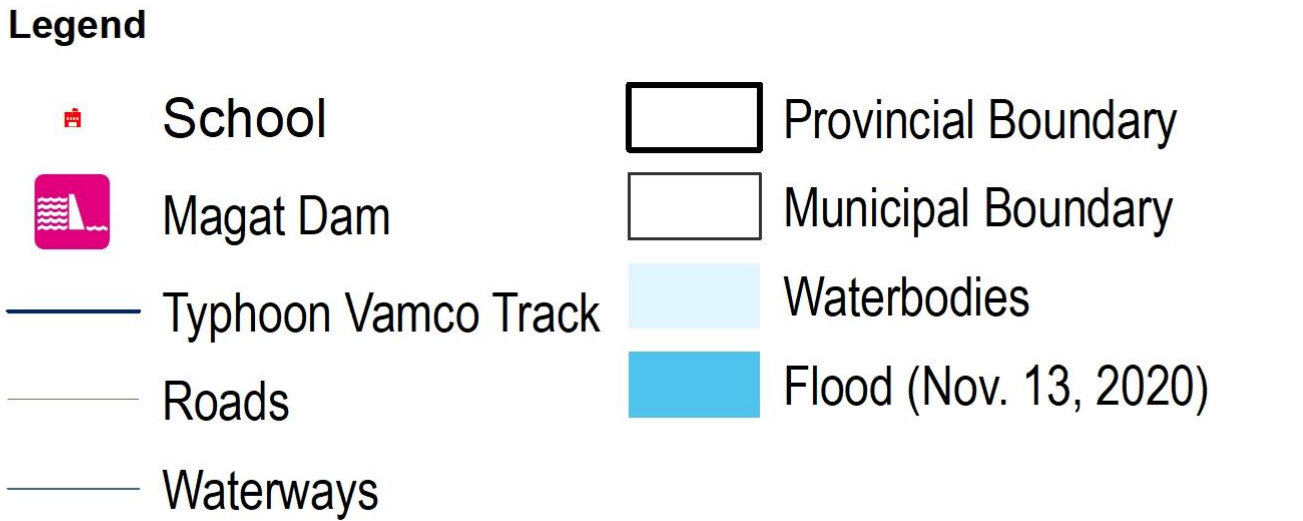 Legend
School
Magat Dam
Typhoon Vamco Track
Roads
Waterways
Provincial Boundary
Municipal Boundary
Waterbodies
Flood (Nov. 13, 2020)